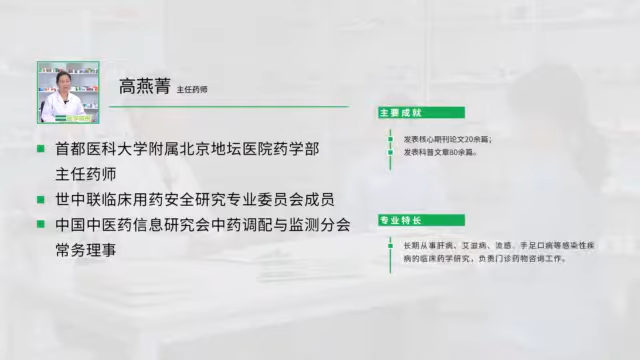 高燕菁 主任药师
首都医科大学附属北京地坛医院药学部
主任药师
世中联临床用药安全研究专业委员会成员
中国中医药信息研究会中药调配与监测分会
常务理事
主要成就
发表核心期刊论文20余篇；
发表科普文章80余篇。
专业特长
长期从事肝病、艾滋病、流感、手足口病等感染性疾
病的临床药学研究，负责门诊药物咨询工作。